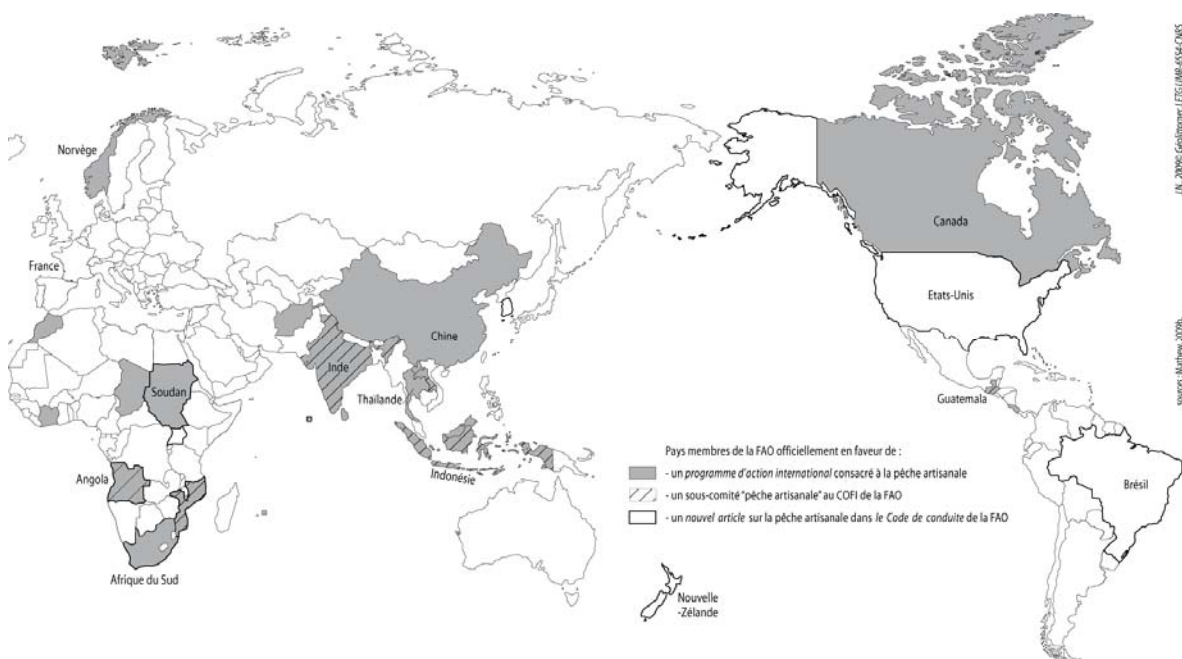 Norvège
France
Soudan
Angola
Afrique du Sud
Inde
Chine
Thaïlande
Indonésie
Canada
Etats-Unis
Guatemala
Brésil
Nouvelle
-Zélande
Pays membres de la FAO officiellement en faveur de :
- un programme d'action international consacré à la pêche artisanale
- un sous-comité "pêche artisanale" au COFI de la FAO
- un nouvel article sur la pêche artisanale dans le Code de conduite de la FAO
sources : Mathew, 2009b.